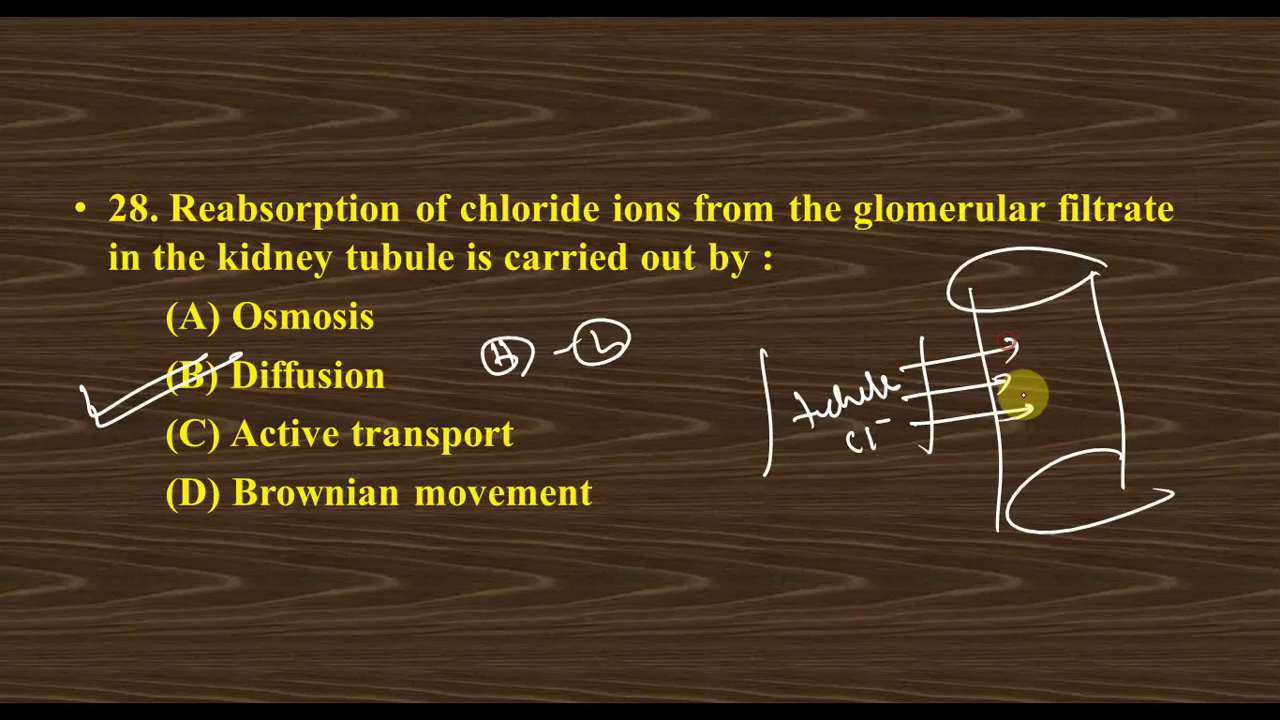 • 28. Reabsorption of chloride ions from the glomerular filtrate
in the kidney tubule is carried out by :
(A) Osmosis
(B) Diffusion
(C) Active transport
(D) Brownian movement
H - L
tubule
Cl⁻